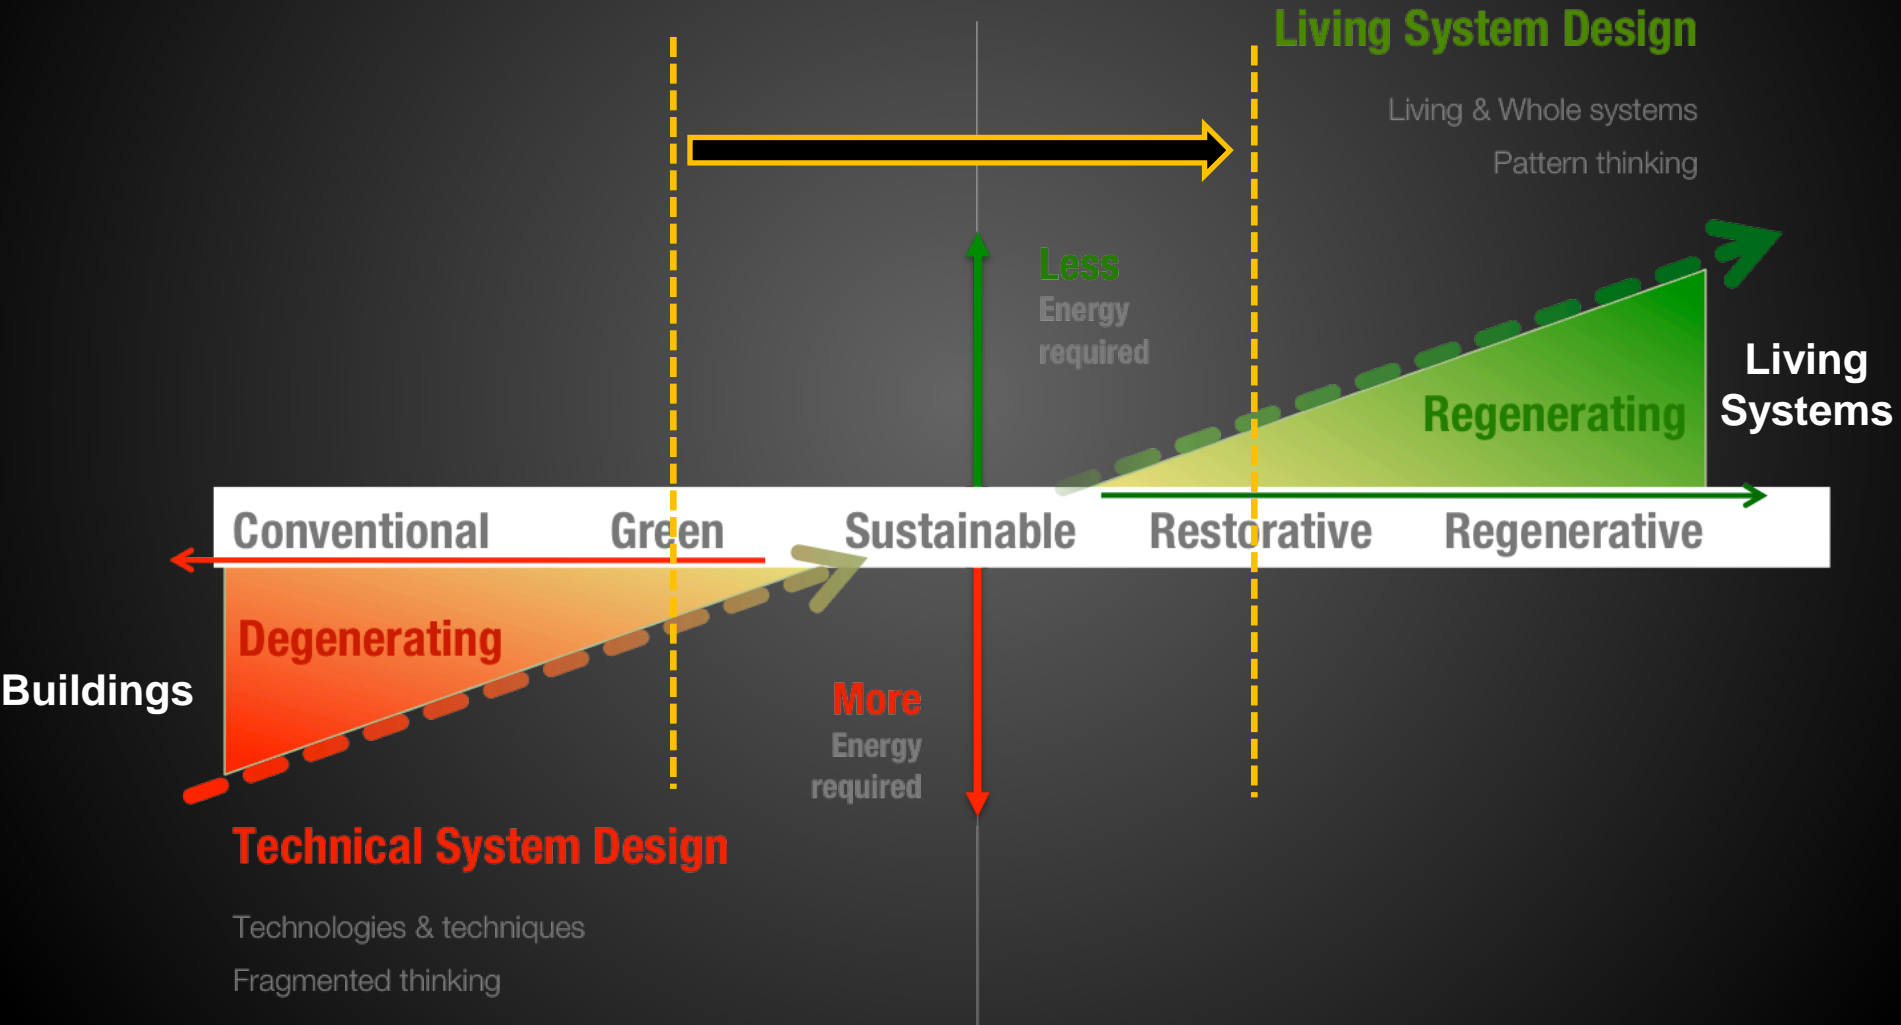 Living System Design
Living & Whole systems
Pattern thinking
Less
Energy
required
Regenerating
Living
Systems
Conventional Green Sustainable Restorative Regenerative
Degenerating
Buildings
More
Energy
required
Technical System Design
Technologies & techniques
Fragmented thinking